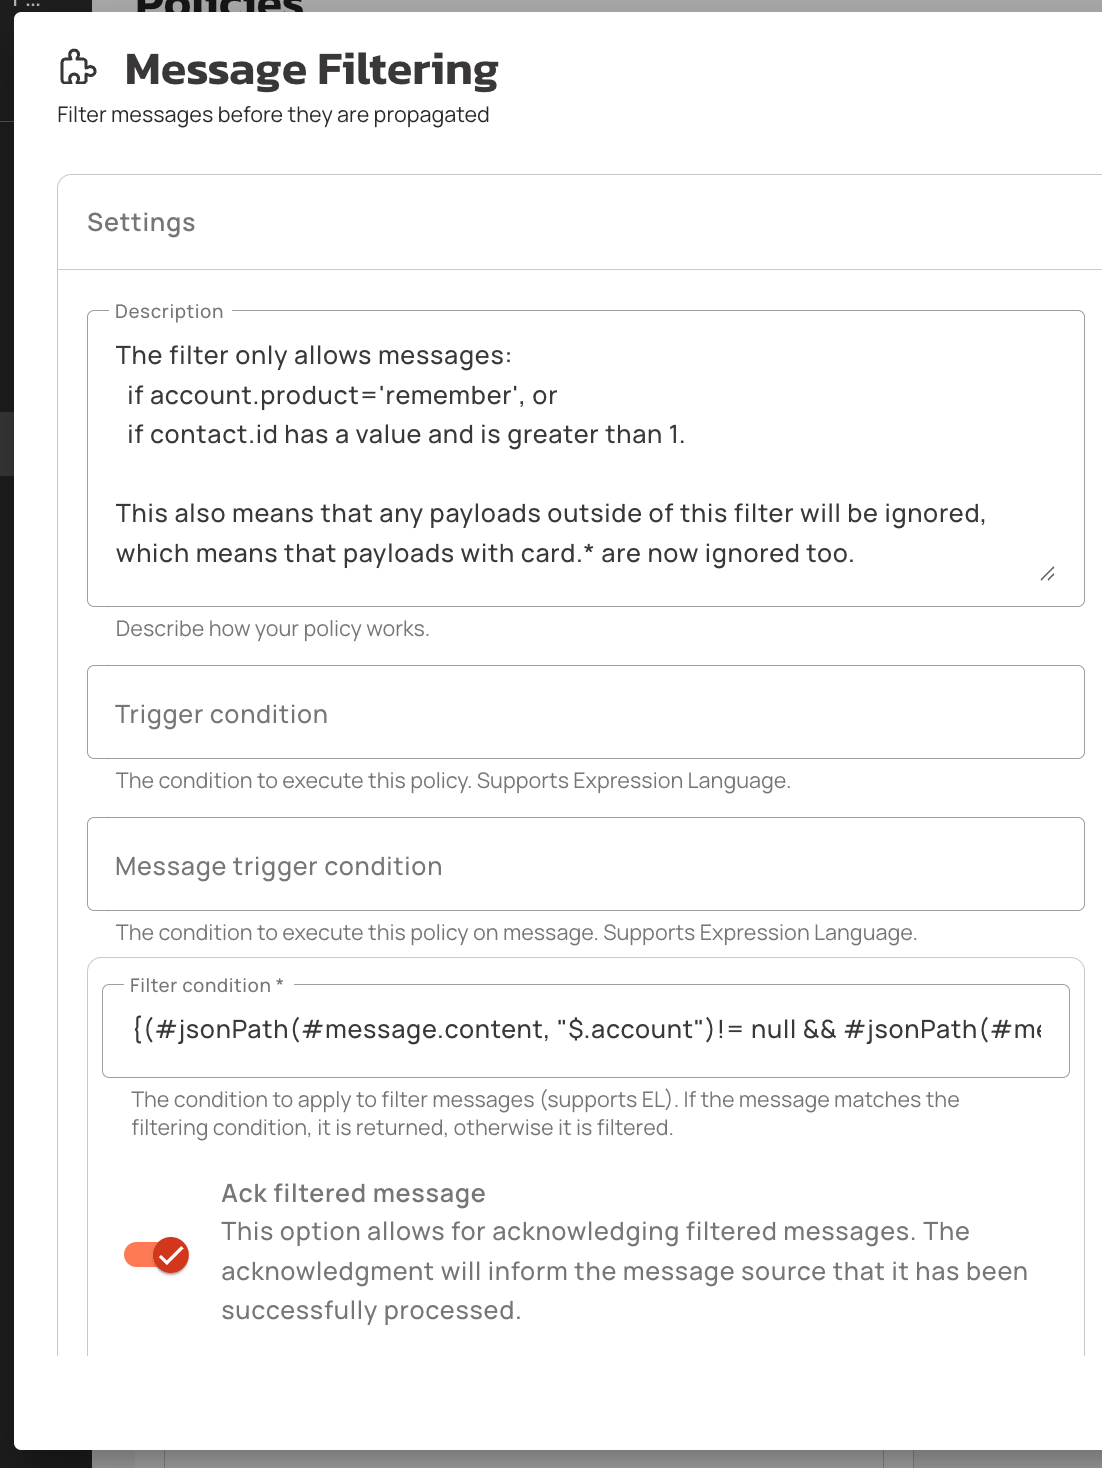 Policies
Message Filtering
Filter messages before they are propagated
Settings
Description
The filter only allows messages:
if account.product='remember', or
if contact.id has a value and is greater than 1.
This also means that any payloads outside of this filter will be ignored,
which means that payloads with card.* are now ignored too.
Describe how your policy works.
Trigger condition
The condition to execute this policy. Supports Expression Language.
Message trigger condition
The condition to execute this policy on message. Supports Expression Language.
Filter condition *
{(#jsonPath(#message.content, "$.account")!= null && #jsonPath(#me
The condition to apply to filter messages (supports EL). If the message matches the
filtering condition, it is returned, otherwise it is filtered.
Ack filtered message
This option allows for acknowledging filtered messages. The
acknowledgment will inform the message source that it has been
successfully processed.